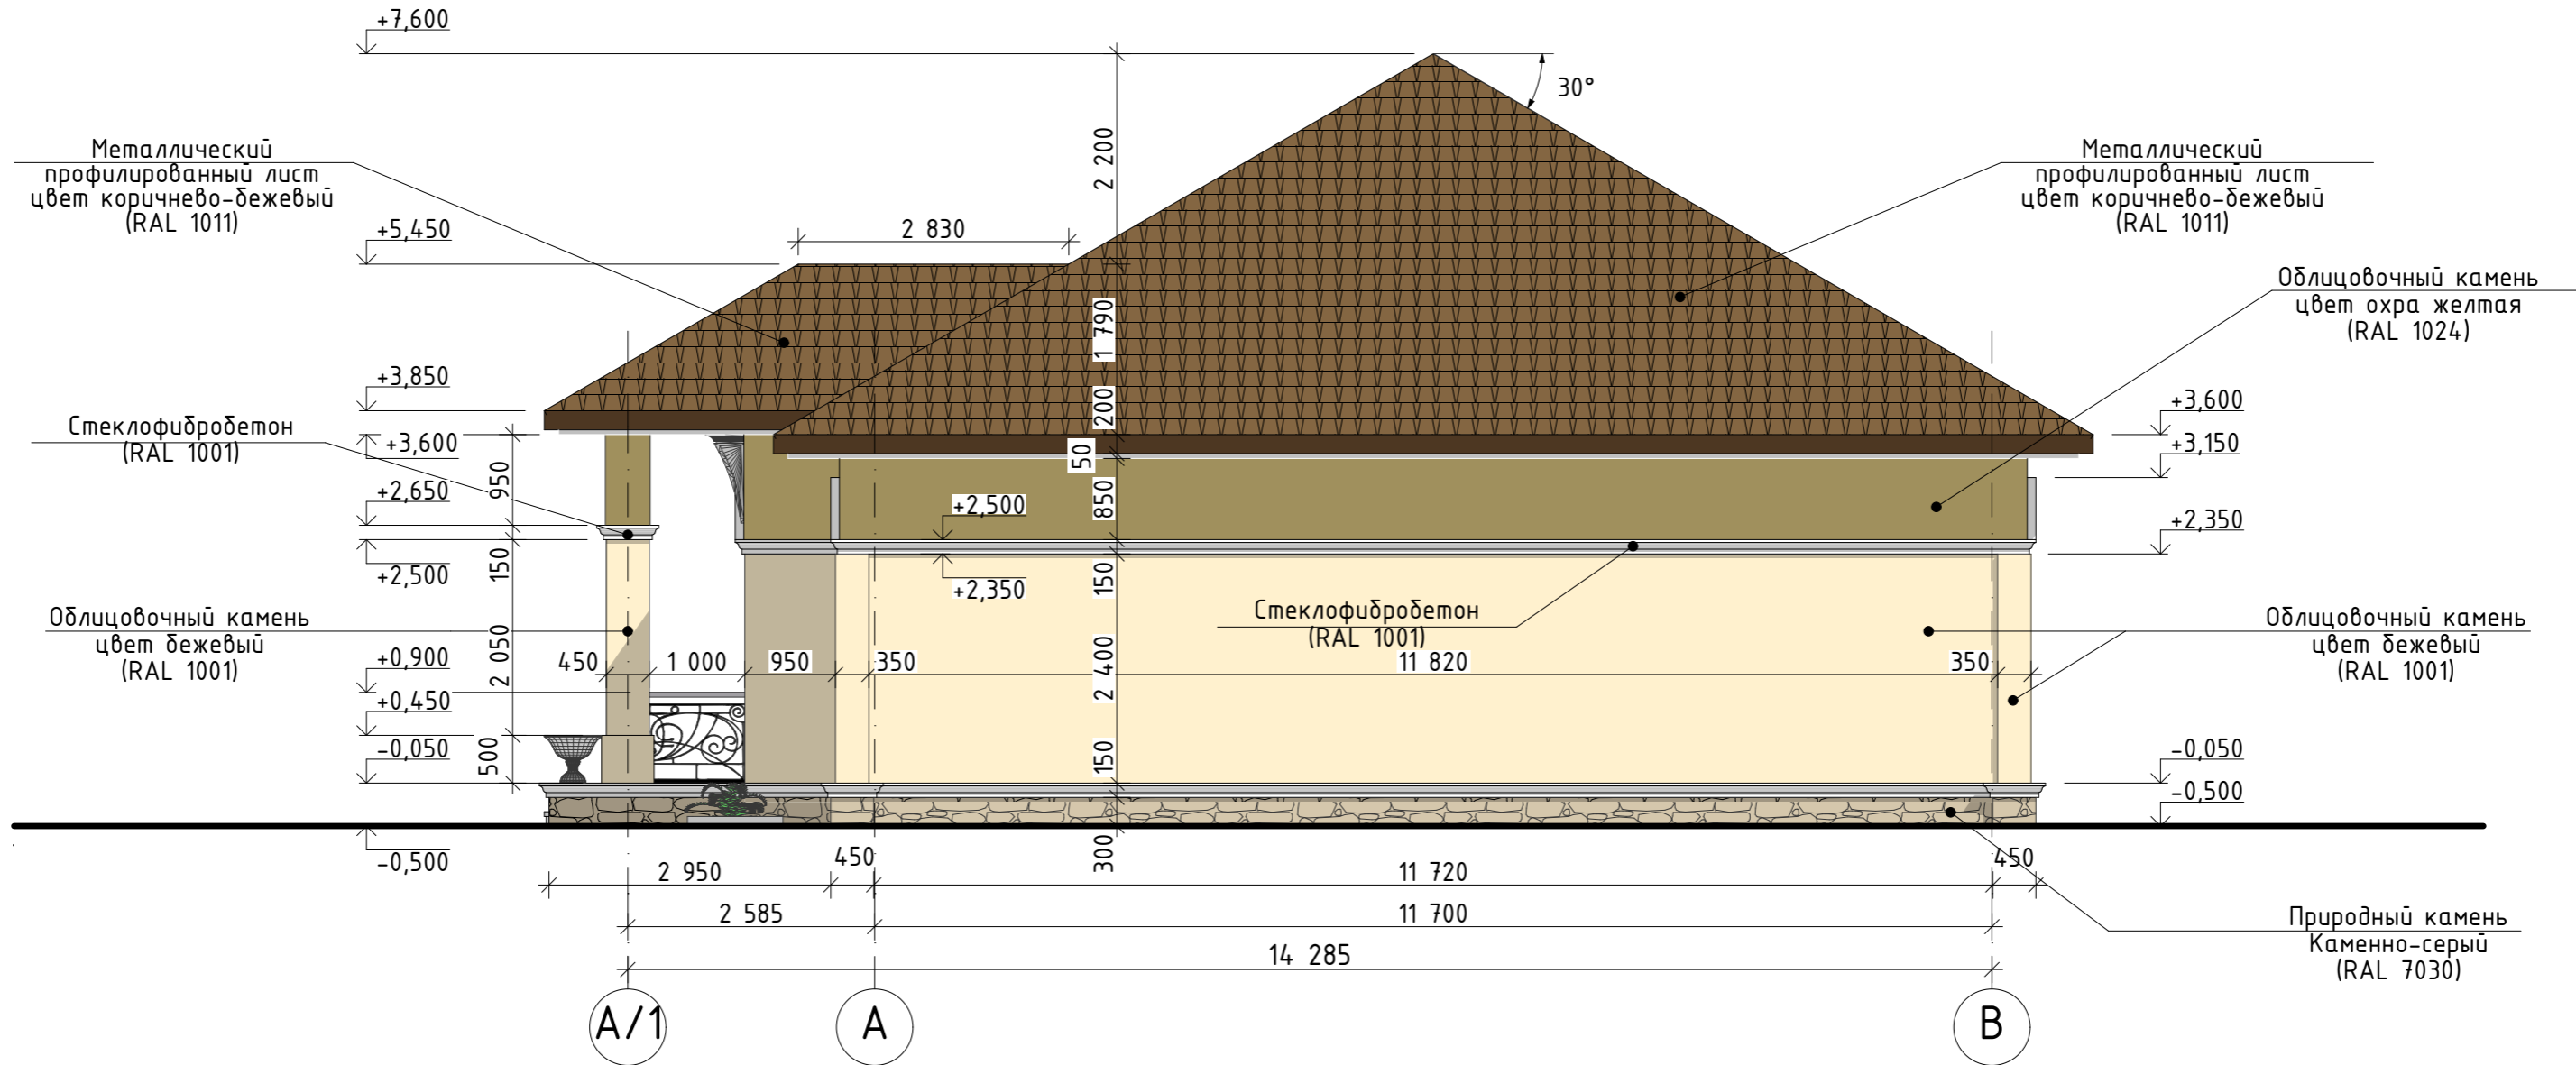 +7,600
30°
Металлический
профилированный лист
цвет коричнево-бежевый
(RAL 1011)
2 200
Металлический
профилированный лист
цвет коричнево-бежевый
(RAL 1011)
+5,450
2 830
Облицовочный камень
цвет охра желтая
(RAL 1024)
1 790
+3,850
200
+3,600
Стеклофибробетон
(RAL 1001)
+3,600
+3,150
50
950
+2,650
850
+2,500
+2,350
150
+2,500
150
+2,350
Облицовочный камень
цвет бежевый
(RAL 1001)
Стеклофибробетон
(RAL 1001)
Облицовочный камень
цвет бежевый
(RAL 1001)
2 050
+0,900
450
1 000
950
350
2 400
11 820
350
+0,450
-0,050
500
150
-0,050
-0,500
-0,500
300
2 950
450
11 720
450
2 585
11 700
Природный камень
Каменно-серый
(RAL 7030)
14 285
А/1
А
В